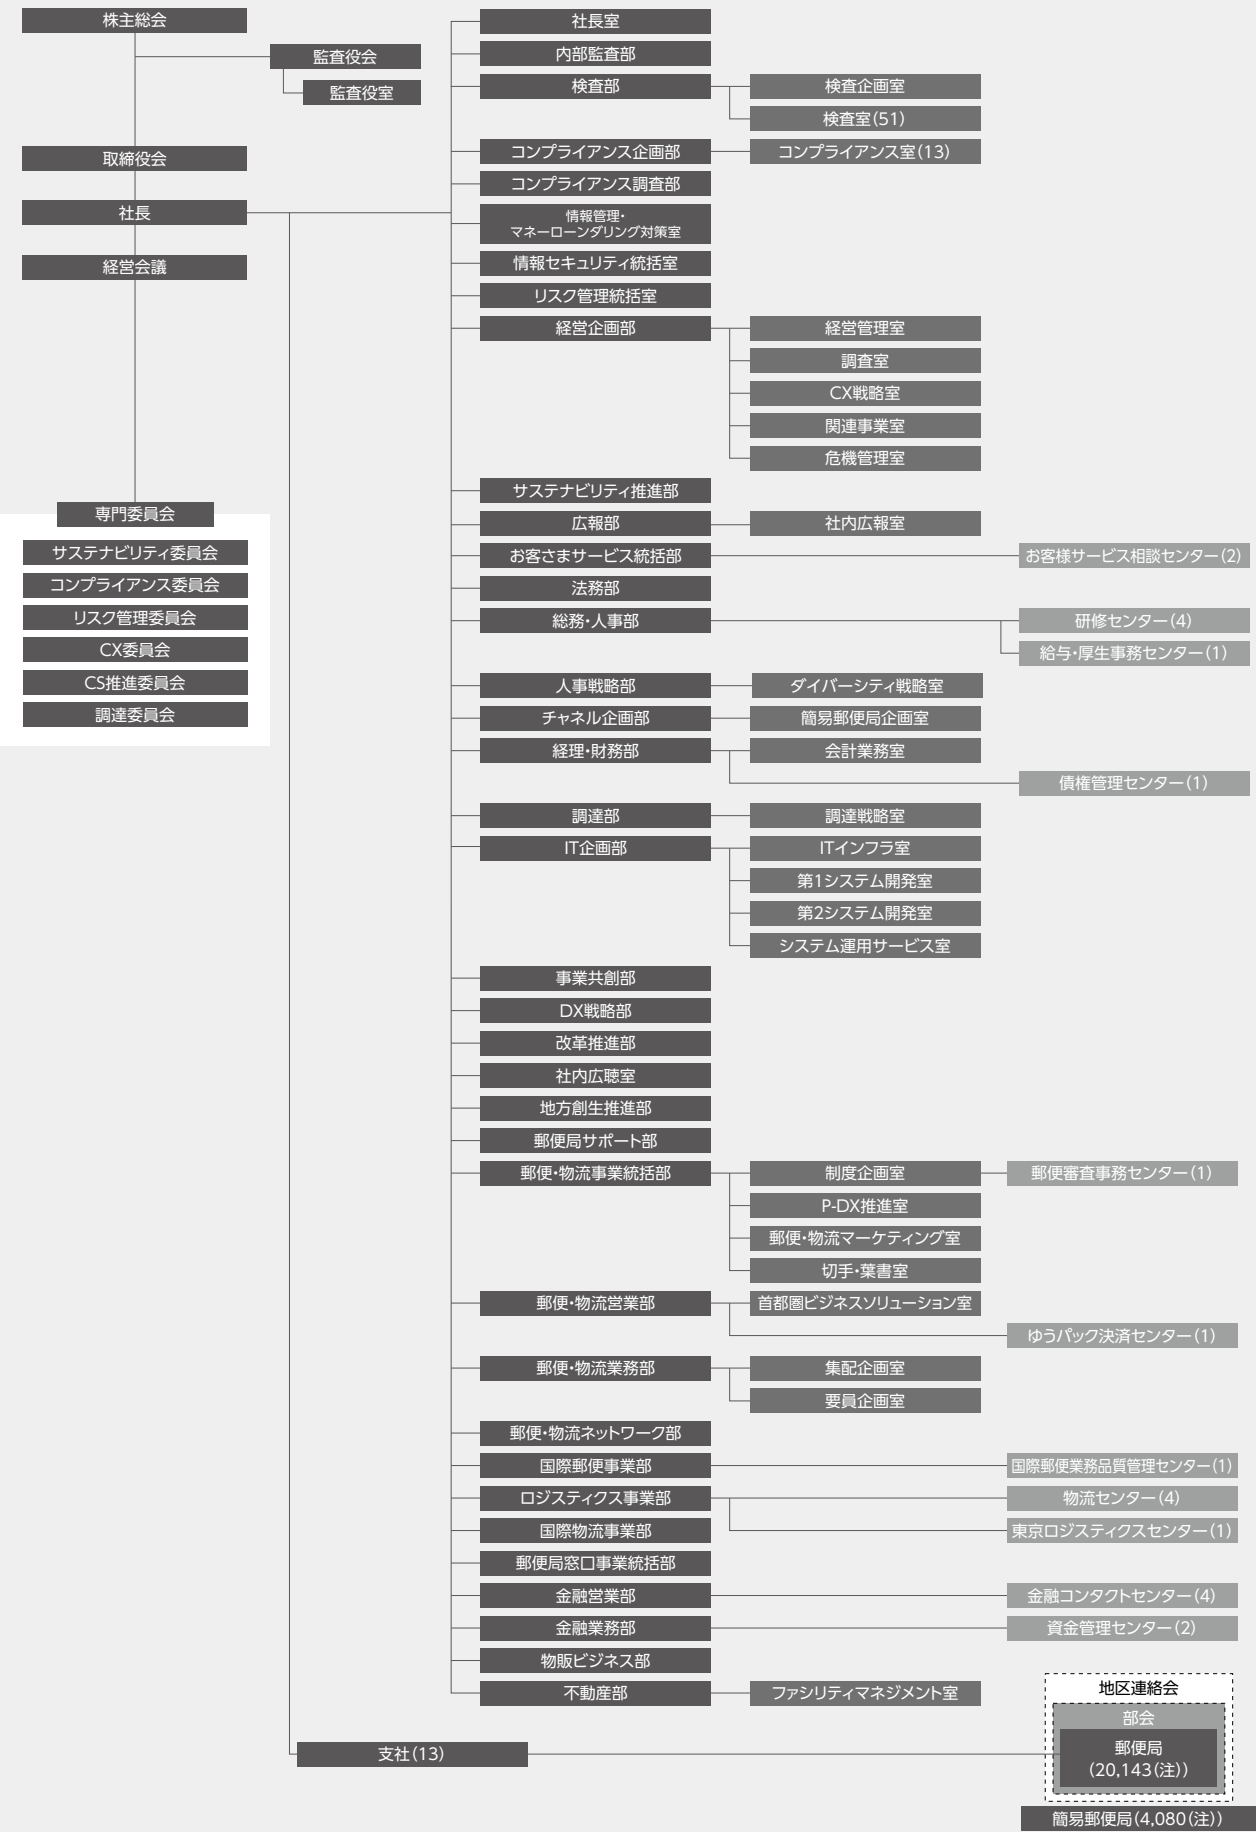 株主総会
監査役会
監査役室
取締役会
社長
経営会議
専門委員会
サステナビリティ委員会
コンプライアンス委員会
リスク管理委員会
CX委員会
CS推進委員会
調達委員会
社長室
内部監査部
検査部
検査企画室
検査室(51)
コンプライアンス企画部
コンプライアンス室(13)
コンプライアンス調査部
情報管理・
マネーローンダリング対策室
情報セキュリティ統括室
リスク管理統括室
経営企画部
経営管理室
調査室
CX戦略室
関連事業室
危機管理室
サステナビリティ推進部
広報部
社内広報室
お客さまサービス統括部
お客様サービス相談センター(2)
法務部
総務・人事部
研修センター(4)
給与・厚生事務センター(1)
人事戦略部
ダイバーシティ戦略室
チャネル企画部
簡易郵便局企画室
経理・財務部
会計業務室
債権管理センター(1)
調達部
調達戦略室
IT企画部
ITインフラ室
第1システム開発室
第2システム開発室
システム運用サービス室
事業共創部
DX戦略部
改革推進部
社内広聴室
地方創生推進部
郵便局サポート部
郵便・物流事業統括部
制度企画室
郵便審査事務センター(1)
P-DX推進室
郵便・物流マーケティング室
切手・葉書室
郵便・物流営業部
首都圏ビジネスソリューション室
ゆうパック決済センター(1)
郵便・物流業務部
集配企画室
要員企画室
郵便・物流ネットワーク部
国際郵便事業部
国際郵便業務品質管理センター(1)
ロジスティクス事業部
物流センター(4)
東京ロジスティクスセンター(1)
国際物流事業部
郵便局窓口事業統括部
金融営業部
金融コンタクトセンター(4)
金融業務部
資金管理センター(2)
物販ビジネス部
不動産部
ファシリティマネジメント室
支社(13)
地区連絡会
部会
郵便局
(20,143(注))
簡易郵便局(4,080(注))